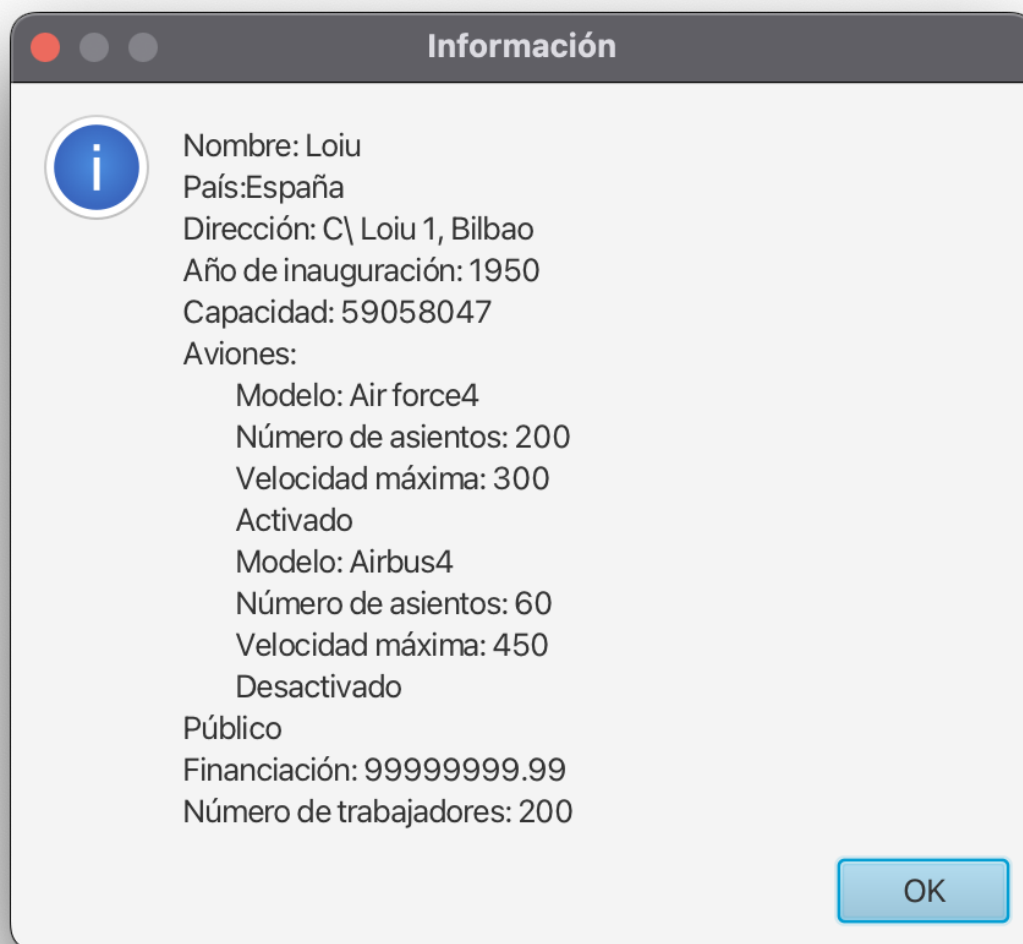 Información
i
Nombre: Loiu
País:España
Dirección: C\ Loiu 1, Bilbao
Año de inauguración: 1950
Capacidad: 59058047
Aviones:
Modelo: Air force4
Número de asientos: 200
Velocidad máxima: 300
Activado
Modelo: Airbus4
Número de asientos: 60
Velocidad máxima: 450
Desactivado
Público
Financiación: 99999999.99
Número de trabajadores: 200
OK